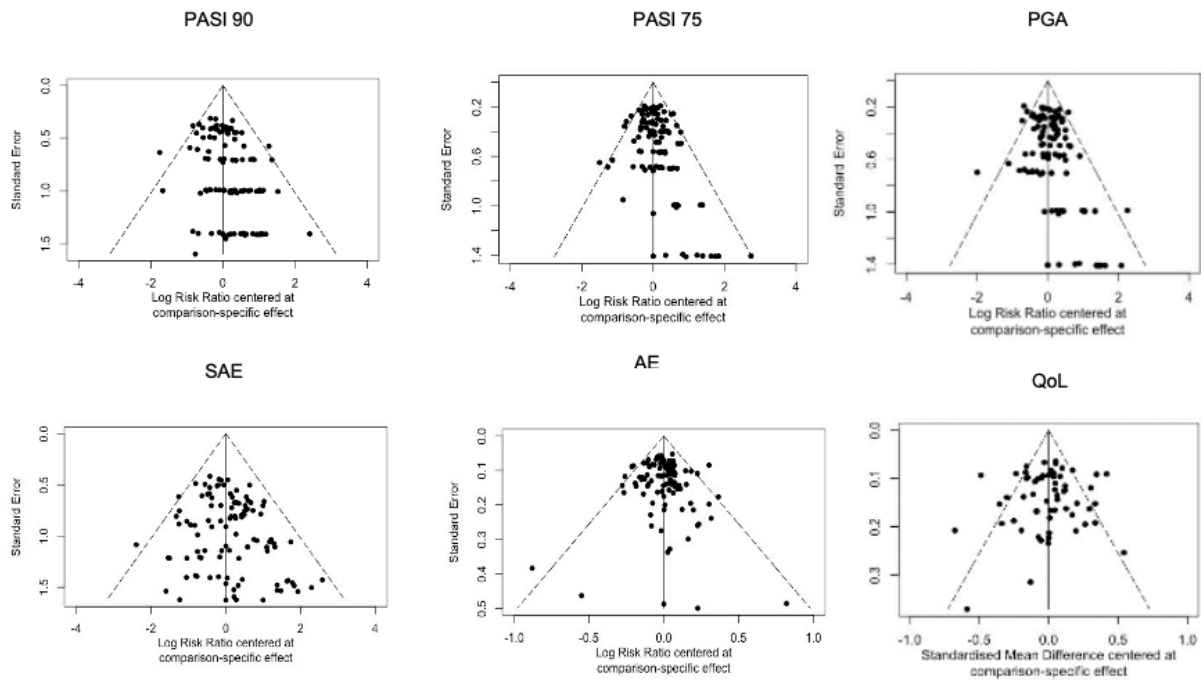 PASI 90
PASI 75
PGA
Standard Error
0.0
0.5
1.0
1.5
-4
-2
0
2
4
Log Risk Ratio centered at
comparison-specific effect
Standard Error
0.2
0.6
1.0
1.4
-4
-2
0
2
4
Log Risk Ratio centered at
comparison-specific effect
Standard Error
0.2
0.6
1.0
1.4
-4
-2
0
2
4
Log Risk Ratio centered at
comparison-specific effect
SAE
AE
QoL
Standard Error
0.0
0.5
1.0
1.5
-4
-2
0
2
4
Log Risk Ratio centered at
comparison-specific effect
Standard Error
0.0
0.1
0.2
0.3
0.4
0.5
-1.0
-0.5
0.0
0.5
1.0
Log Risk Ratio centered at
comparison-specific effect
Standard Error
0.0
0.1
0.2
0.3
-1.0
-0.5
0.0
0.5
1.0
Standardised Mean Difference centered at
comparison-specific effect